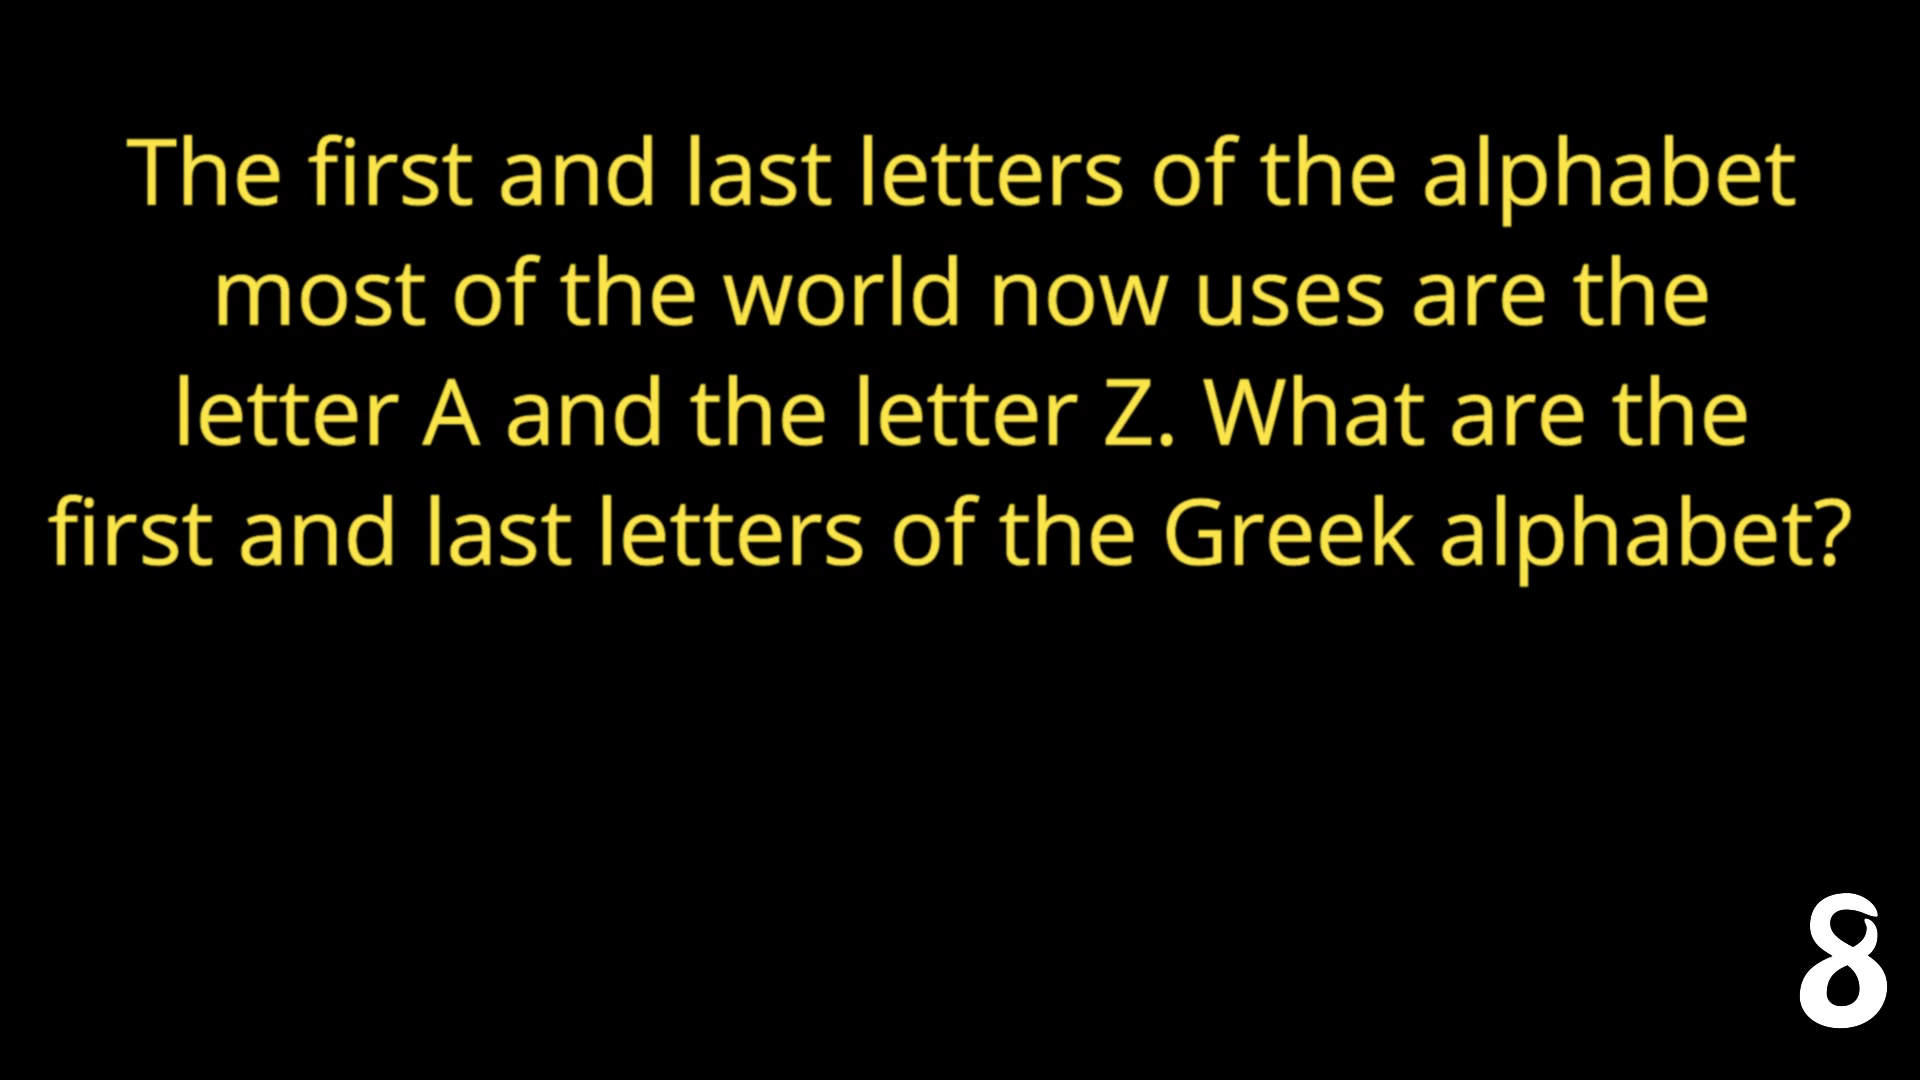 The first and last letters of the alphabet
most of the world now uses are the
letter A and the letter Z. What are the
first and last letters of the Greek alphabet?
8